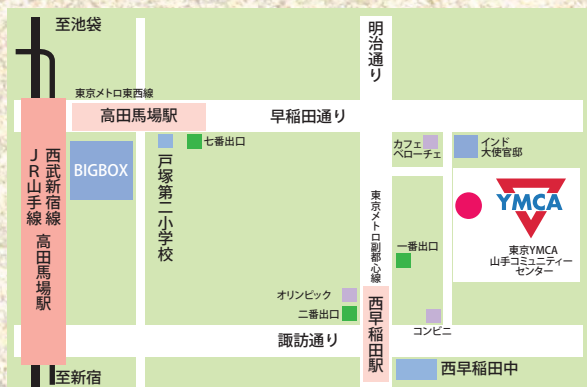 至池袋
明治通り
東京メトロ東西線
高田馬場駅
早稲田通り
七番出口
カフェ
ベローチェ
インド
大使官邸
BIGBOX
戸塚第二小学校
西武新宿線
JR山手線
高田馬場駅
YMCA
東京YMCA
山手コミュニティー
センター
東京メトロ副都心線
一番出口
オリンピック
二番出口
西早稲田駅
コンビニ
諏訪通り
西早稲田中
至新宿